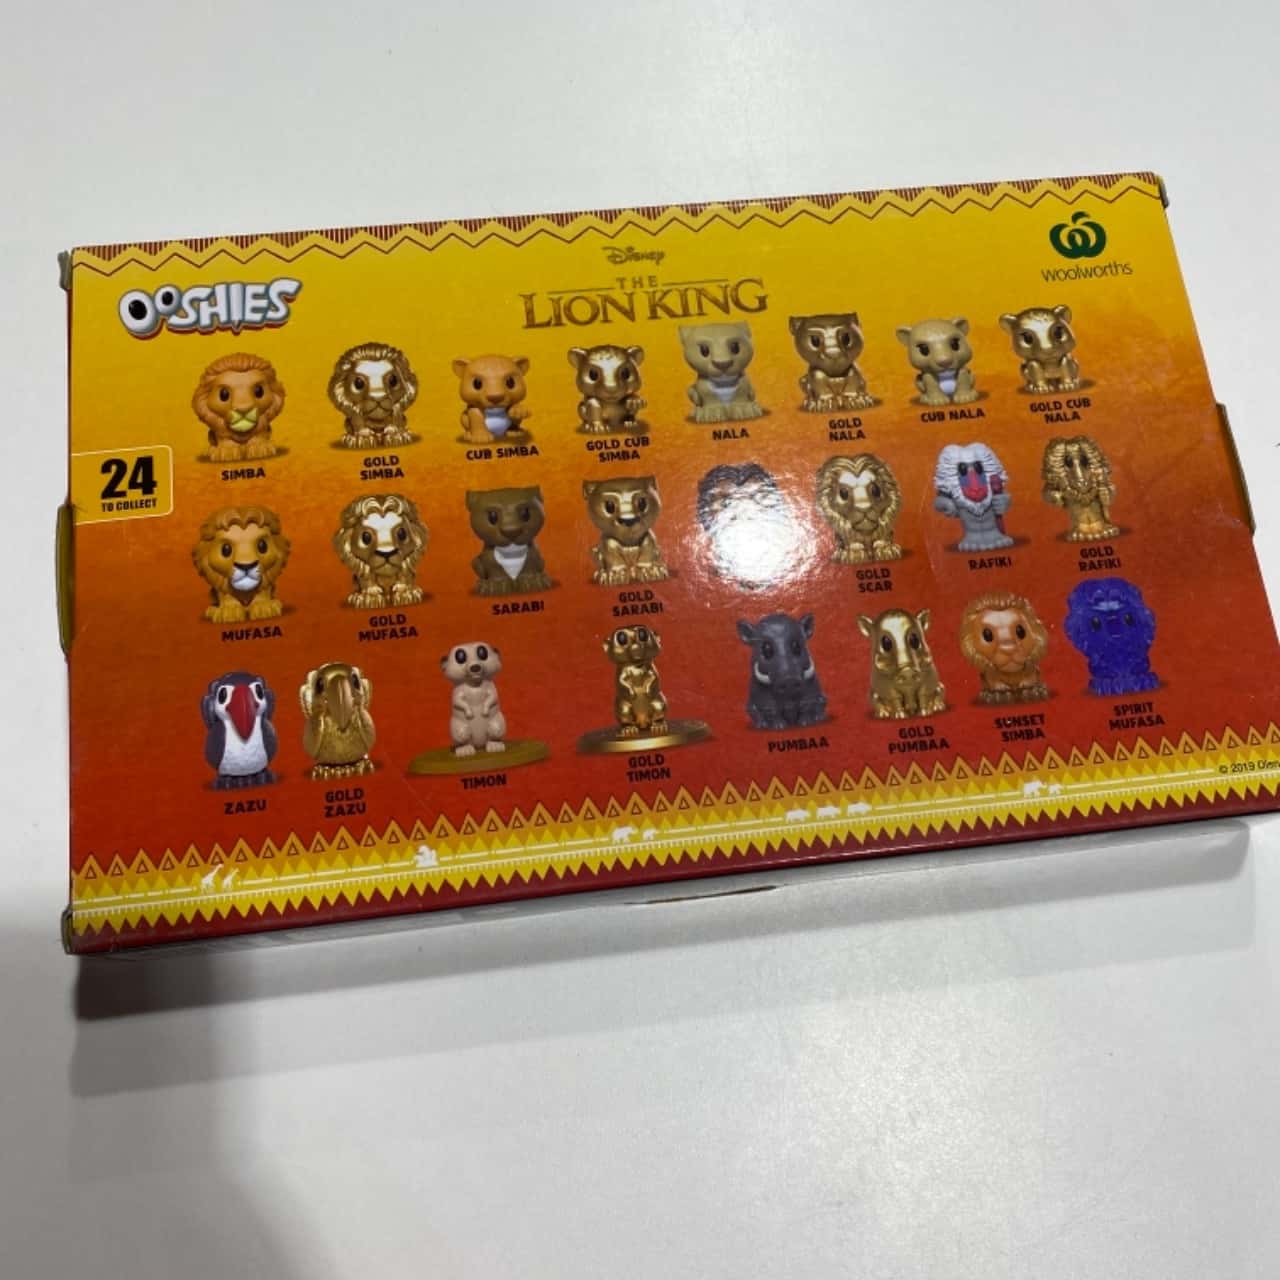 Disney
THE
LION KING
OOSHIES
woolworths
24
TO COLLECT
SIMBA
GOLD
SIMBA
CUB SIMBA
GOLD CUB
SIMBA
NALA
GOLD
NALA
CUB NALA
GOLD CUB
NALA
MUFASA
GOLD
MUFASA
SARABI
GOLD
SARABI
GOLD
SCAR
RAFIKI
GOLD
RAFIKI
ZAZU
GOLD
ZAZU
TIMON
GOLD
TIMON
PUMBAA
GOLD
PUMBAA
SUNSET
SIMBA
SPIRIT
MUFASA
© 2019